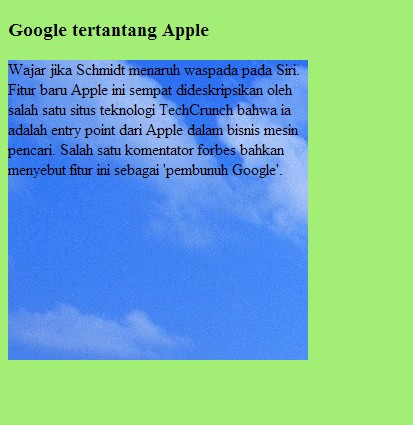 Google tertantang Apple
Wajar jika Schmidt menaruh waspada pada Siri.
Fitur baru Apple ini sempat dideskripsikan oleh
salah satu situs teknologi TechCrunch bahwa ia
adalah entry point dari Apple dalam bisnis mesin
pencari. Salah satu komentator forbes bahkan
menyebut fitur ini sebagai 'pembunuh Google'.